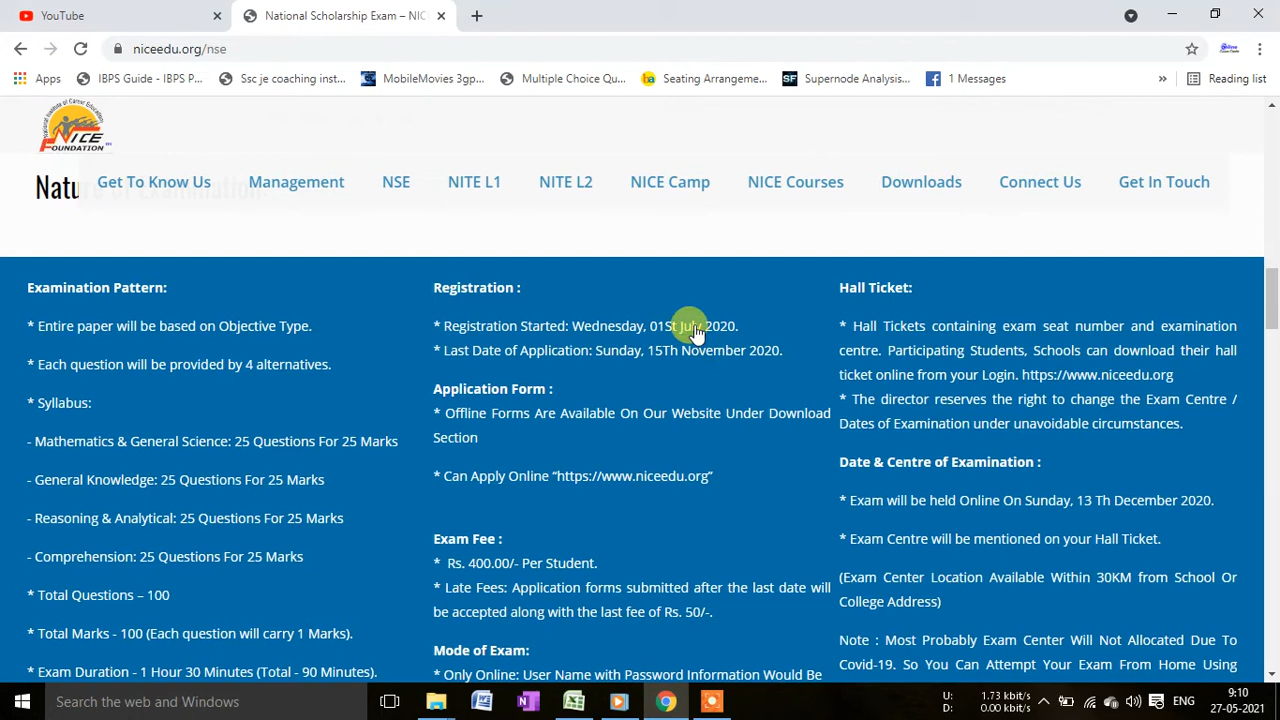 YouTube
National Scholarship Exam – NIC
niceedu.org/nse
Apps
IBPS Guide - IBPS P...
Ssc je coaching inst...
MobileMovies 3gp...
Multiple Choice Qu...
Seating Arrangeme...
Supernode Analysis...
1 Messages
»
Reading list
NICE
FOUNDATION
Nature of Examination
Get To Know Us
Management
NSE
NITE L1
NITE L2
NICE Camp
NICE Courses
Downloads
Connect Us
Get In Touch
Examination Pattern:
* Entire paper will be based on Objective Type.
* Each question will be provided by 4 alternatives.
* Syllabus:
- Mathematics & General Science: 25 Questions For 25 Marks
- General Knowledge: 25 Questions For 25 Marks
- Reasoning & Analytical: 25 Questions For 25 Marks
- Comprehension: 25 Questions For 25 Marks
* Total Questions – 100
* Total Marks - 100 (Each question will carry 1 Marks).
* Exam Duration - 1 Hour 30 Minutes (Total - 90 Minutes).
Registration :
* Registration Started: Wednesday, 01St July 2020.
* Last Date of Application: Sunday, 15Th November 2020.
Application Form :
* Offline Forms Are Available On Our Website Under Download
Section
* Can Apply Online “https://www.niceedu.org”
Exam Fee :
* Rs. 400.00/- Per Student.
* Late Fees: Application forms submitted after the last date will
be accepted along with the last fee of Rs. 50/-.
Mode of Exam:
* Only Online: User Name with Password Information Would Be
Hall Ticket:
* Hall Tickets containing exam seat number and examination
centre. Participating Students, Schools can download their hall
ticket online from your Login. https://www.niceedu.org
* The director reserves the right to change the Exam Centre /
Dates of Examination under unavoidable circumstances.
Date & Centre of Examination :
* Exam will be held Online On Sunday, 13 Th December 2020.
* Exam Centre will be mentioned on your Hall Ticket.
(Exam Center Location Available Within 30KM from School Or
College Address)
Note : Most Probably Exam Center Will Not Allocated Due To
Covid-19. So You Can Attempt Your Exam From Home Using
Search the web and Windows
U: 1.73 kbit/s
D: 0.00 kbit/s
ENG
9:10
27-05-2021